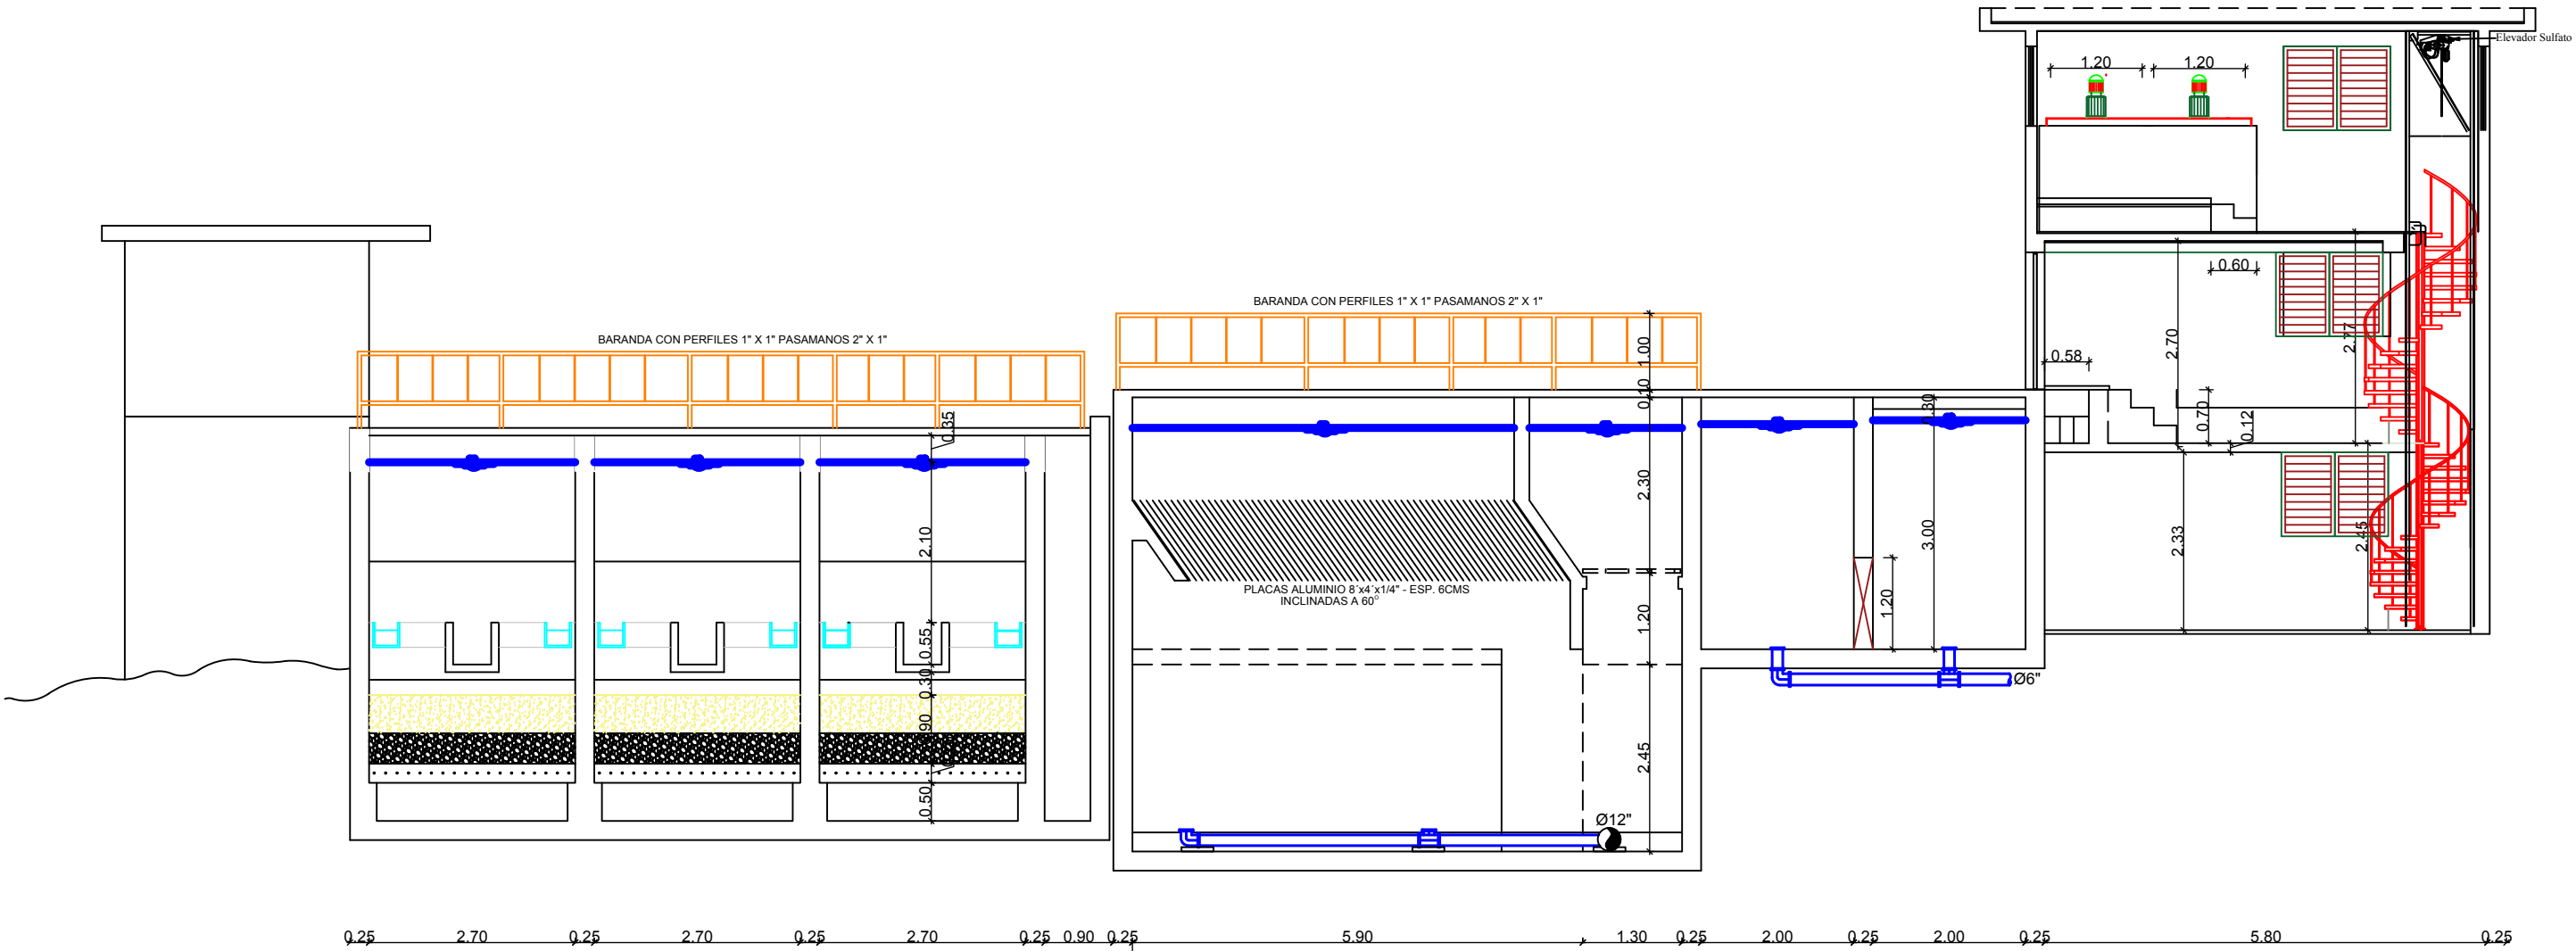 Elevador Sulfato
1.20
1.20
0.60
BARANDA CON PERFILES 1" X 1" PASAMANOS 2" X 1"
BARANDA CON PERFILES 1" X 1" PASAMANOS 2" X 1"
1.00
0.10
2.70
2.77
0.58
0.35
0.30
0.70
0.12
2.30
2.10
3.00
2.33
2.45
PLACAS ALUMINIO 8´x4´x1/4" - ESP. 6CMS
INCLINADAS A 60°
1.20
1.20
0.55
0.30
Ø6"
2.45
0.50
Ø12"
0.25 2.70 0.25 2.70 0.25 2.70 0.25 0.90 0.25 5.90 1.30 0.25 2.00 0.25 2.00 0.25 5.80 0.25